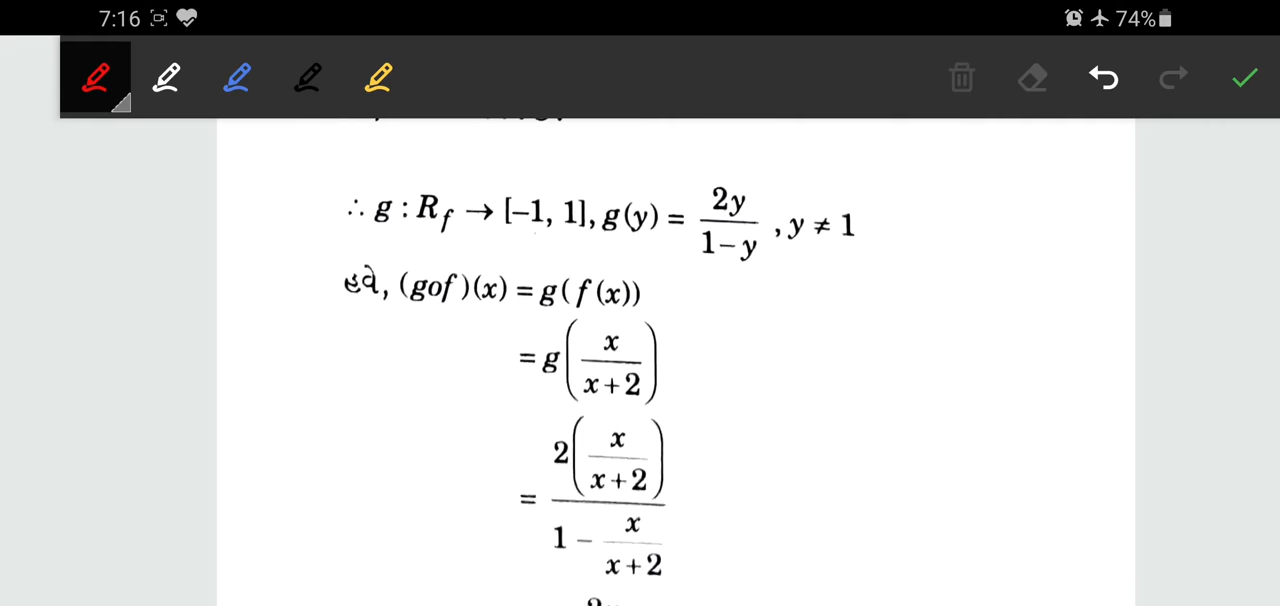 7:16 74%
∴ g : R_f → [–1, 1], g(y) = 2y / (1 – y) , y ≠ 1
હવે, (gof)(x) = g(f(x))
= g(x / (x + 2))
= 2(x / (x + 2)) / (1 – x / (x + 2))